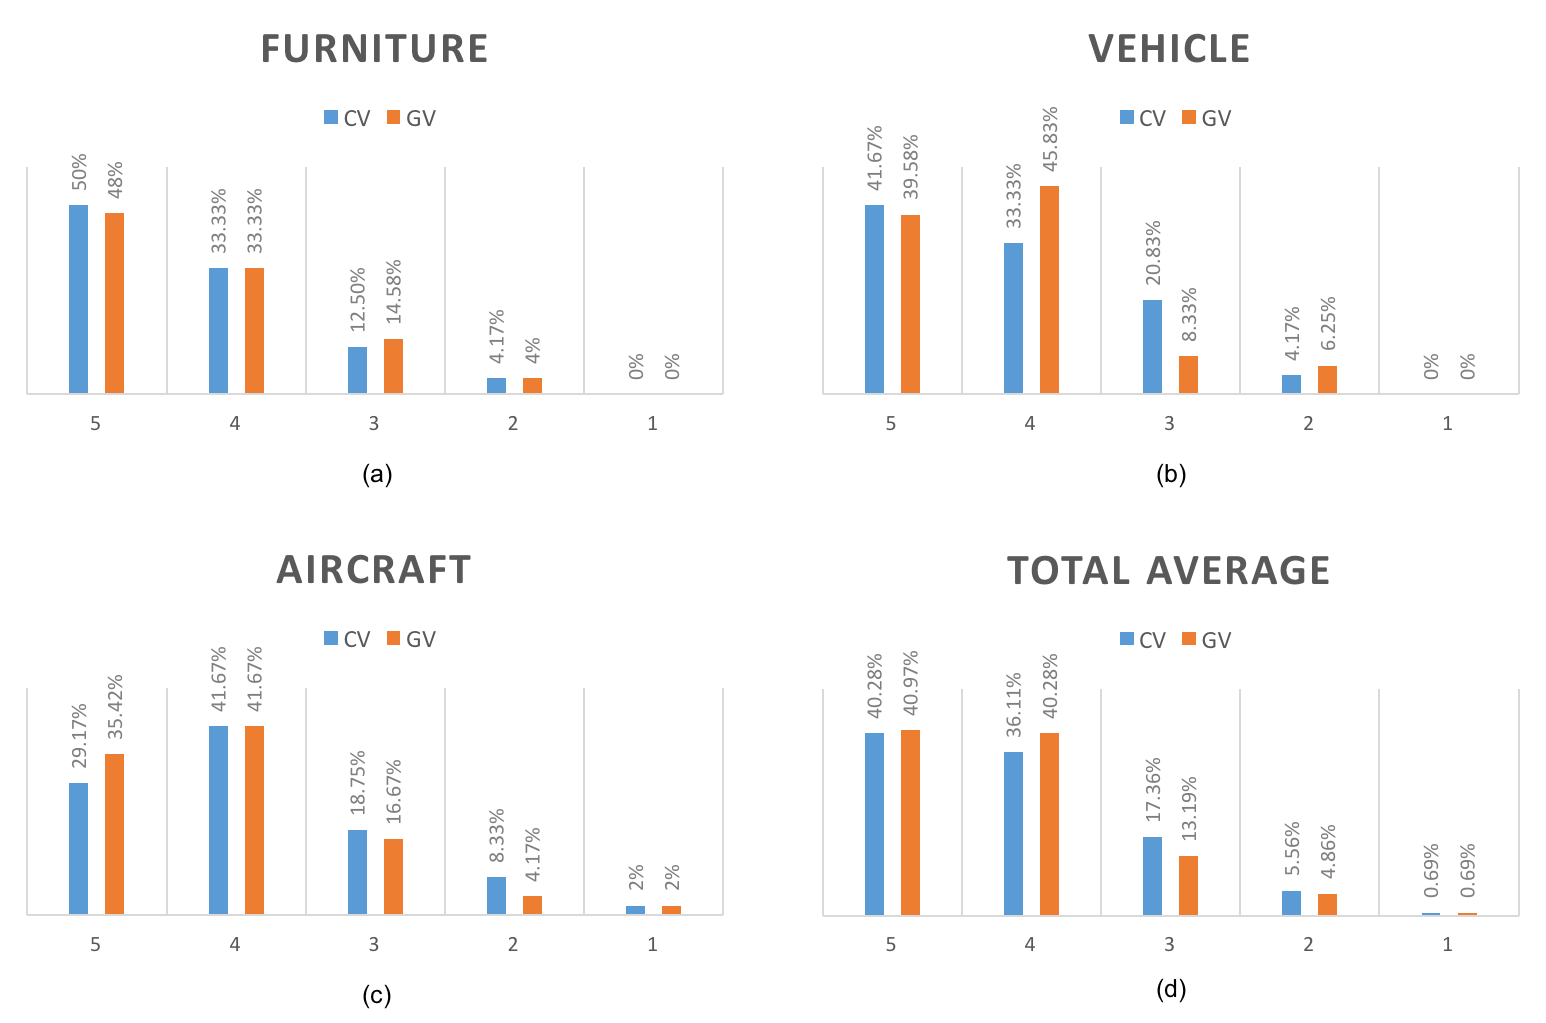 FURNITURE
CV GV
50% 48% 33.33% 33.33% 12.50% 14.58% 4.17% 4% 0% 0%
5 4 3 2 1
(a)
VEHICLE
CV GV
41.67% 39.58% 33.33% 45.83% 20.83% 8.33% 4.17% 6.25% 0% 0%
5 4 3 2 1
(b)
AIRCRAFT
CV GV
29.17% 35.42% 41.67% 41.67% 18.75% 16.67% 8.33% 4.17% 2% 2%
5 4 3 2 1
(c)
TOTAL AVERAGE
CV GV
40.28% 40.97% 36.11% 40.28% 17.36% 13.19% 5.56% 4.86% 0.69% 0.69%
5 4 3 2 1
(d)